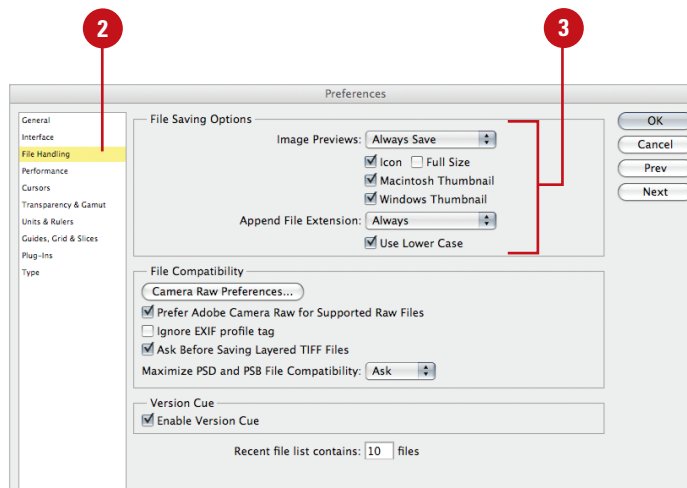 2
3
Preferences
General
Interface
File Handling
Performance
Cursors
Transparency & Gamut
Units & Rulers
Guides, Grid & Slices
Plug-Ins
Type
File Saving Options
Image Previews: Always Save
Icon Full Size
Macintosh Thumbnail
Windows Thumbnail
Append File Extension: Always
Use Lower Case
File Compatibility
Camera Raw Preferences...
Prefer Adobe Camera Raw for Supported Raw Files
Ignore EXIF profile tag
Ask Before Saving Layered TIFF Files
Maximize PSD and PSB File Compatibility: Ask
Version Cue
Enable Version Cue
Recent file list contains: 10 files
OK
Cancel
Prev
Next